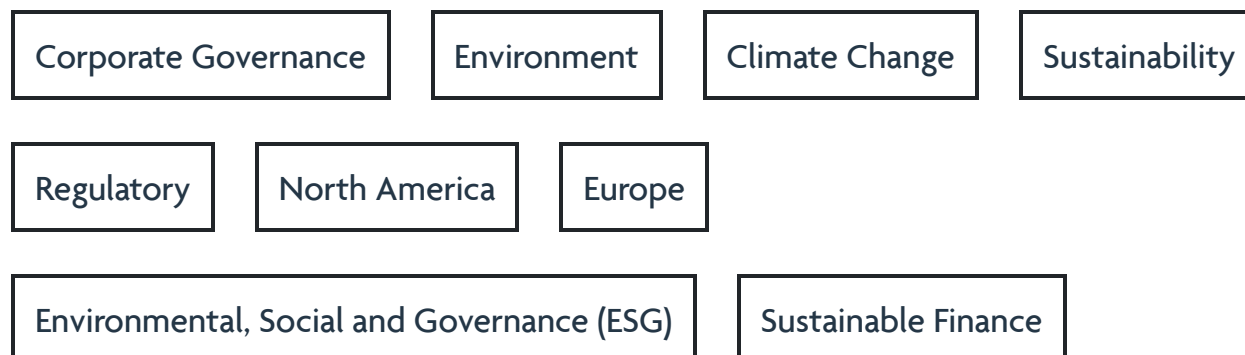 Corporate Governance Environment Climate Change Sustainability
Regulatory North America Europe
Environmental, Social and Governance (ESG) Sustainable Finance